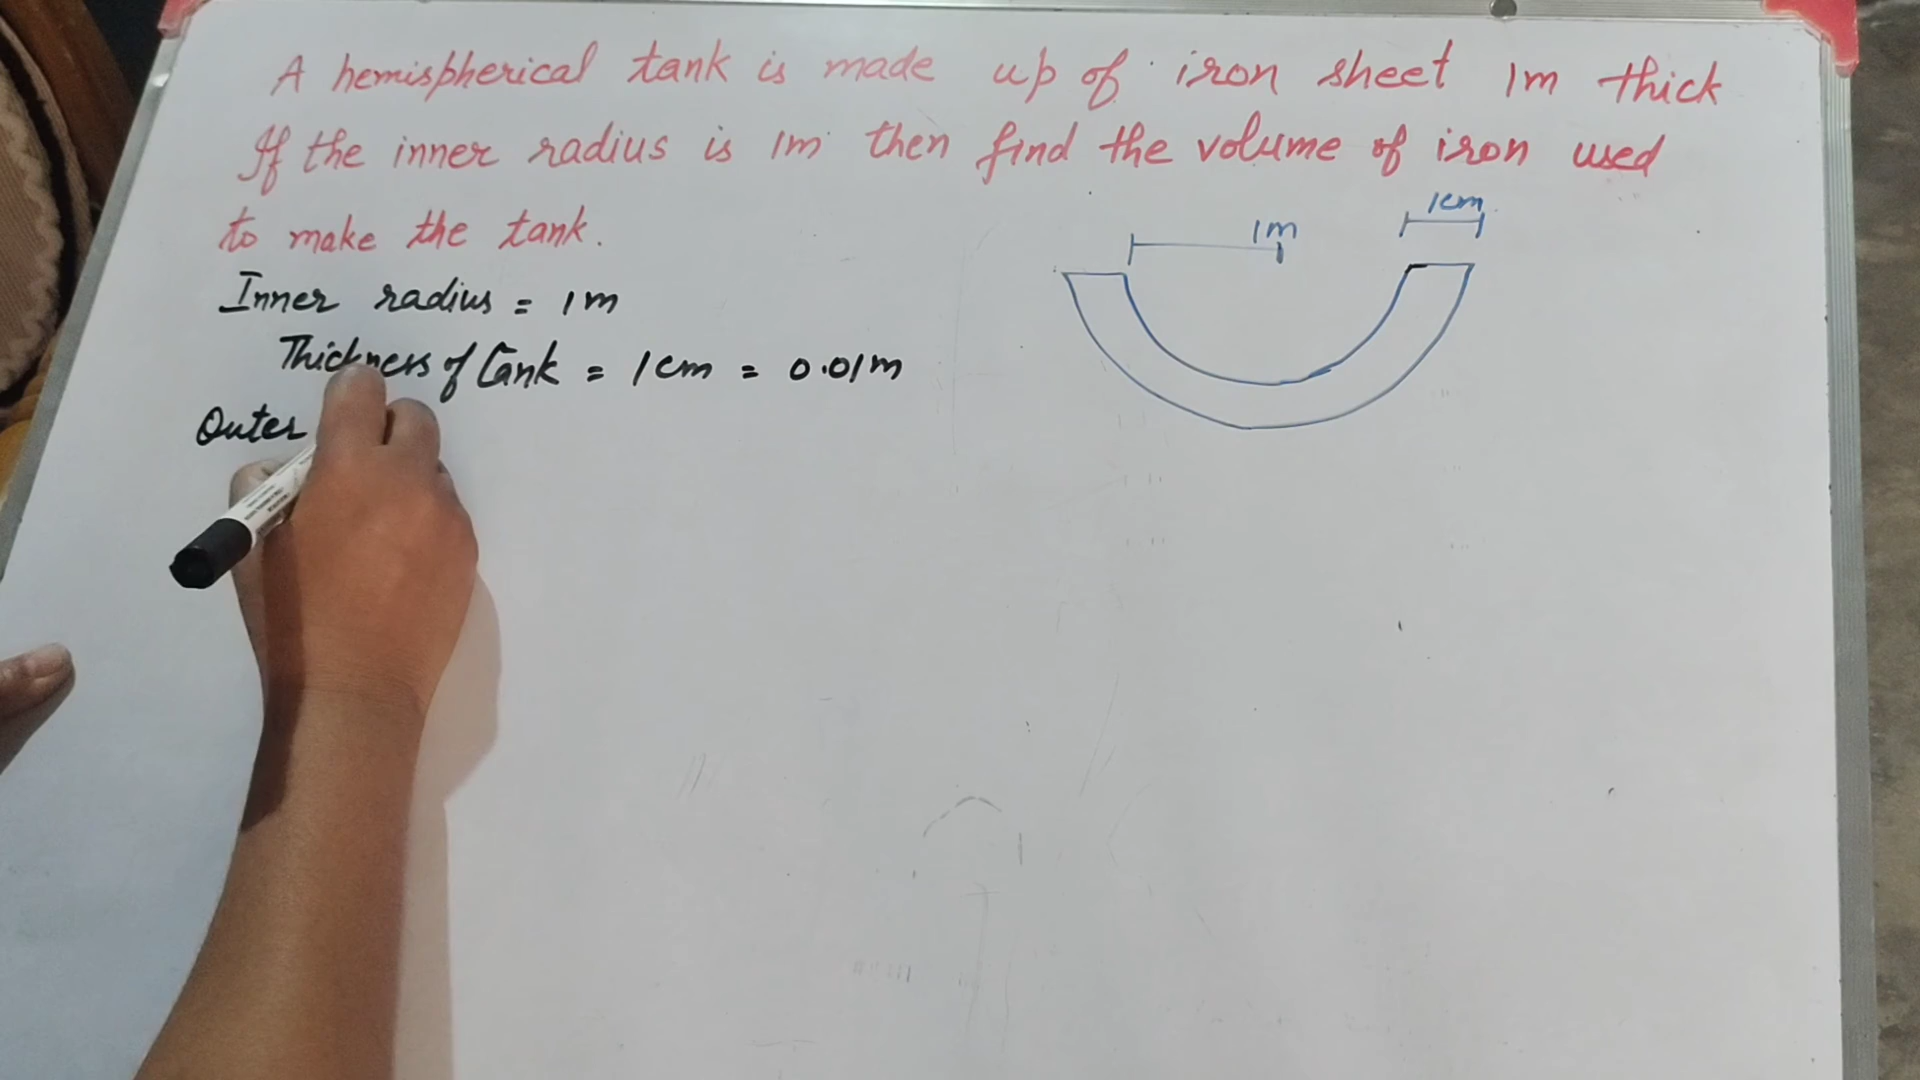 A hemispherical tank is made up of iron sheet 1m thick
If the inner radius is 1m then find the volume of iron used
to make the tank.
1cm
1m
Inner radius = 1m
Thickness of Tank = 1cm = 0.01m
Outer